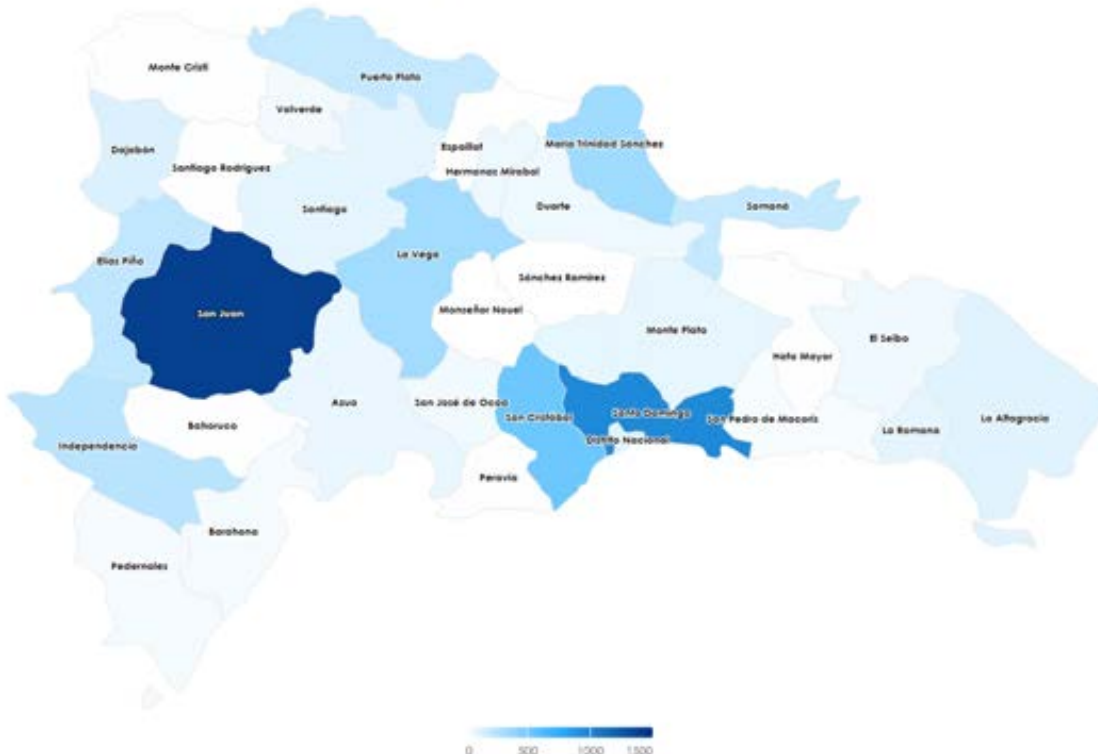 Monte Cristi
Puerto Plata
Valverde
Dajabón
Espaillat
María Trinidad Sánchez
Santiago Rodríguez
Hermanas Mirabal
Santiago
Duarte
Samaná
Elías Piña
La Vega
Sánchez Ramírez
San Juan
Monseñor Nouel
Monte Plata
El Seibo
Hato Mayor
Azua
San José de Ocoa
San Cristóbal
Santo Domingo
San Pedro de Macorís
La Altagracia
Bahoruco
Independencia
Distrito Nacional
La Romana
Peravia
Barahona
Pedernales
0 500 1000 1500